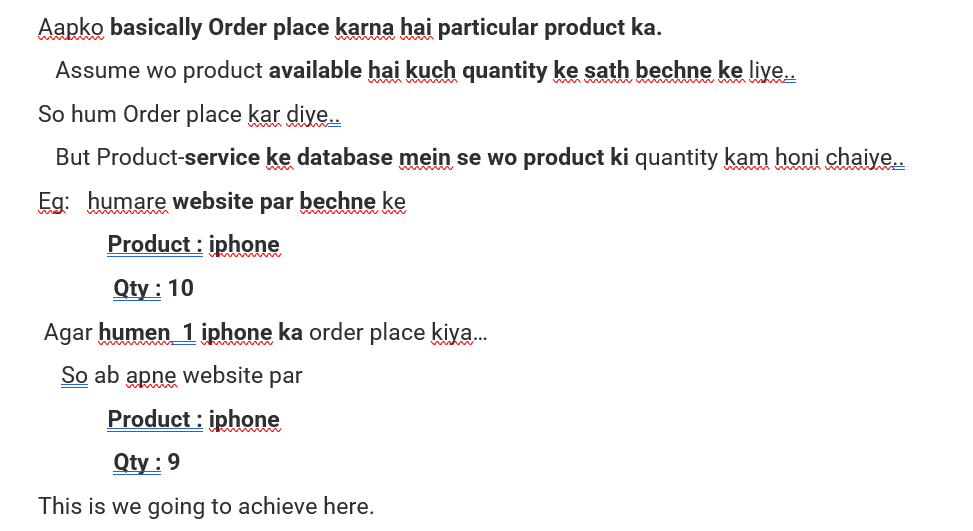 Aapko basically Order place karna hai particular product ka.
Assume wo product available hai kuch quantity ke sath bechne ke liye..
So hum Order place kar diye..
But Product-service ke database mein se wo product ki quantity kam honi chaiye..
Eg: humare website par bechne ke
Product : iphone
Qty : 10
Agar humen 1 iphone ka order place kiya...
So ab apne website par
Product : iphone
Qty : 9
This is we going to achieve here.